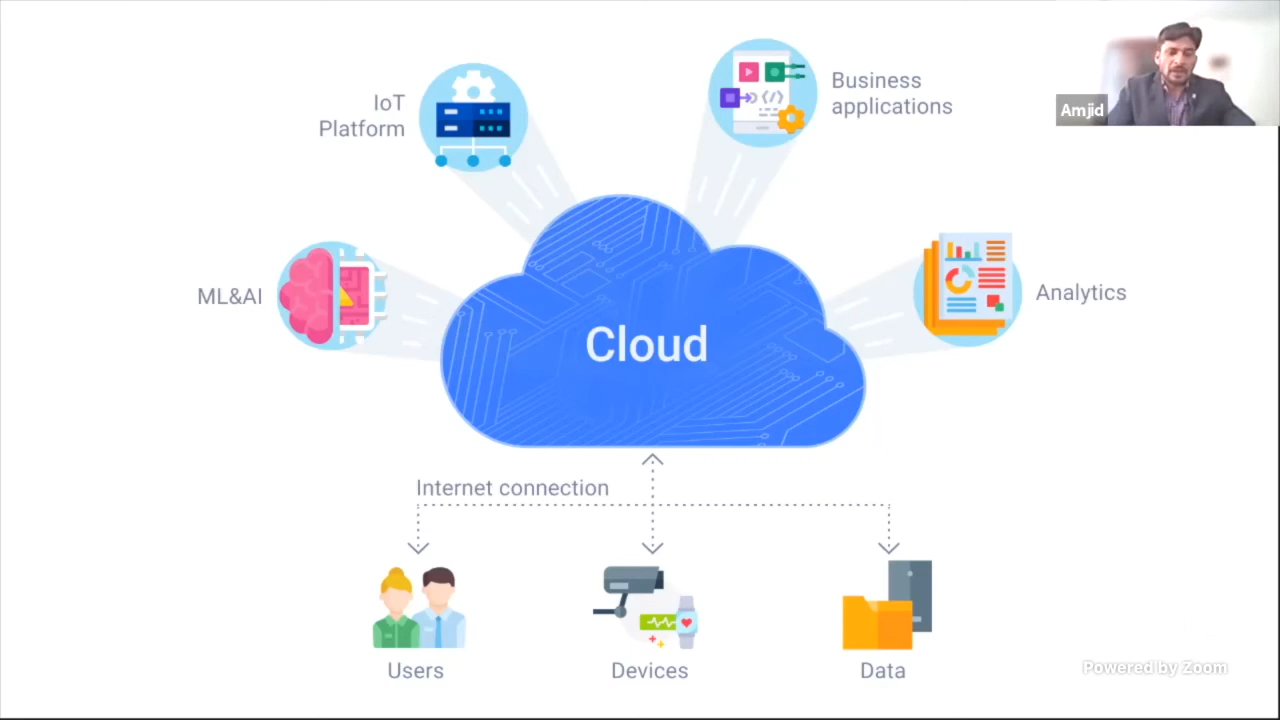 IoT
Platform
Business
applications
Amjid
ML&AI
Analytics
Cloud
Internet connection
Users
Devices
Data
Powered by Zoom